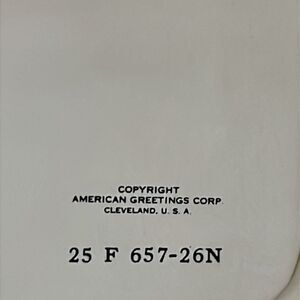 COPYRIGHT
AMERICAN GREETINGS CORP
CLEVELAND, U. S. A.
25 F 657-26N